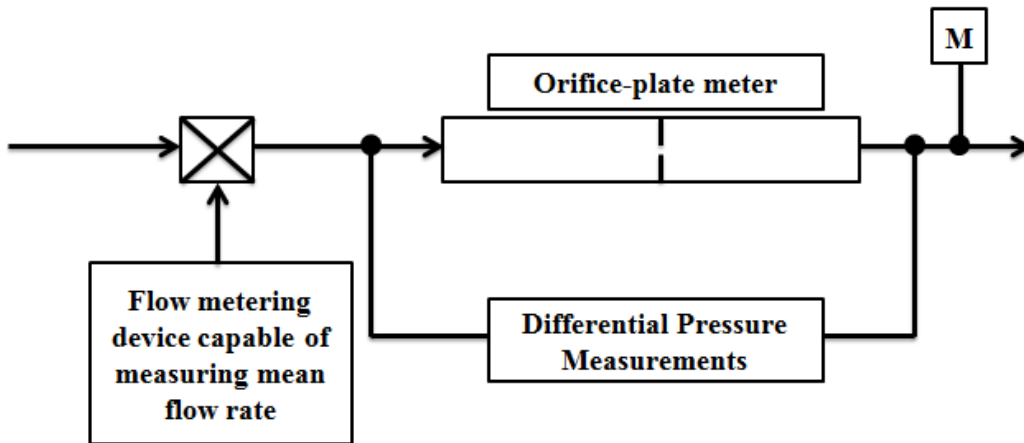 M
Orifice-plate meter
Flow metering
device capable of
measuring mean
flow rate
Differential Pressure
Measurements